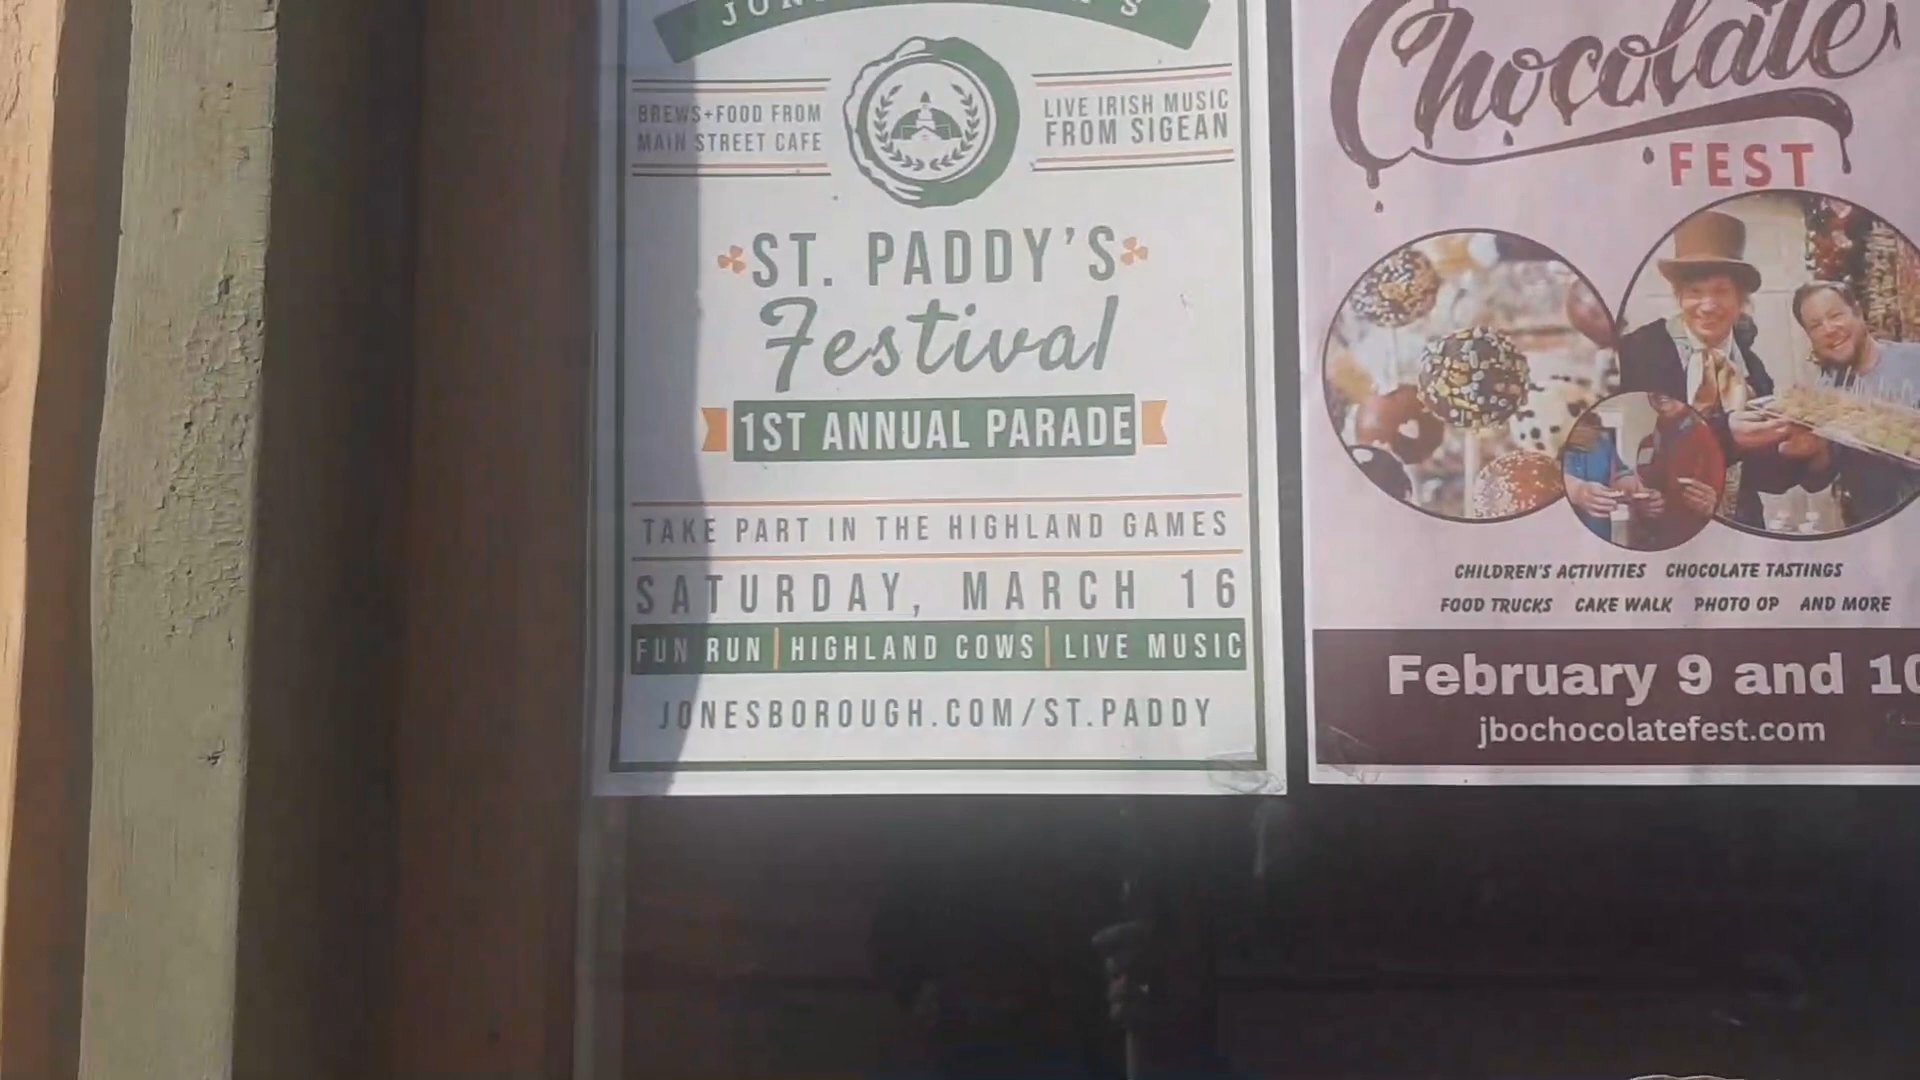 BREWS+FOOD FROM
MAIN STREET CAFE
LIVE IRISH MUSIC
FROM SIGEAN
ST. PADDY'S
Festival
1ST ANNUAL PARADE
TAKE PART IN THE HIGHLAND GAMES
SATURDAY, MARCH 16
FUN RUN | HIGHLAND COWS | LIVE MUSIC
JONESBOROUGH.COM/ST.PADDY
Chocolate
FEST
CHILDREN'S ACTIVITIES CHOCOLATE TASTINGS
FOOD TRUCKS CAKE WALK PHOTO OP AND MORE
February 9 and 10
jbochocolatefest.com